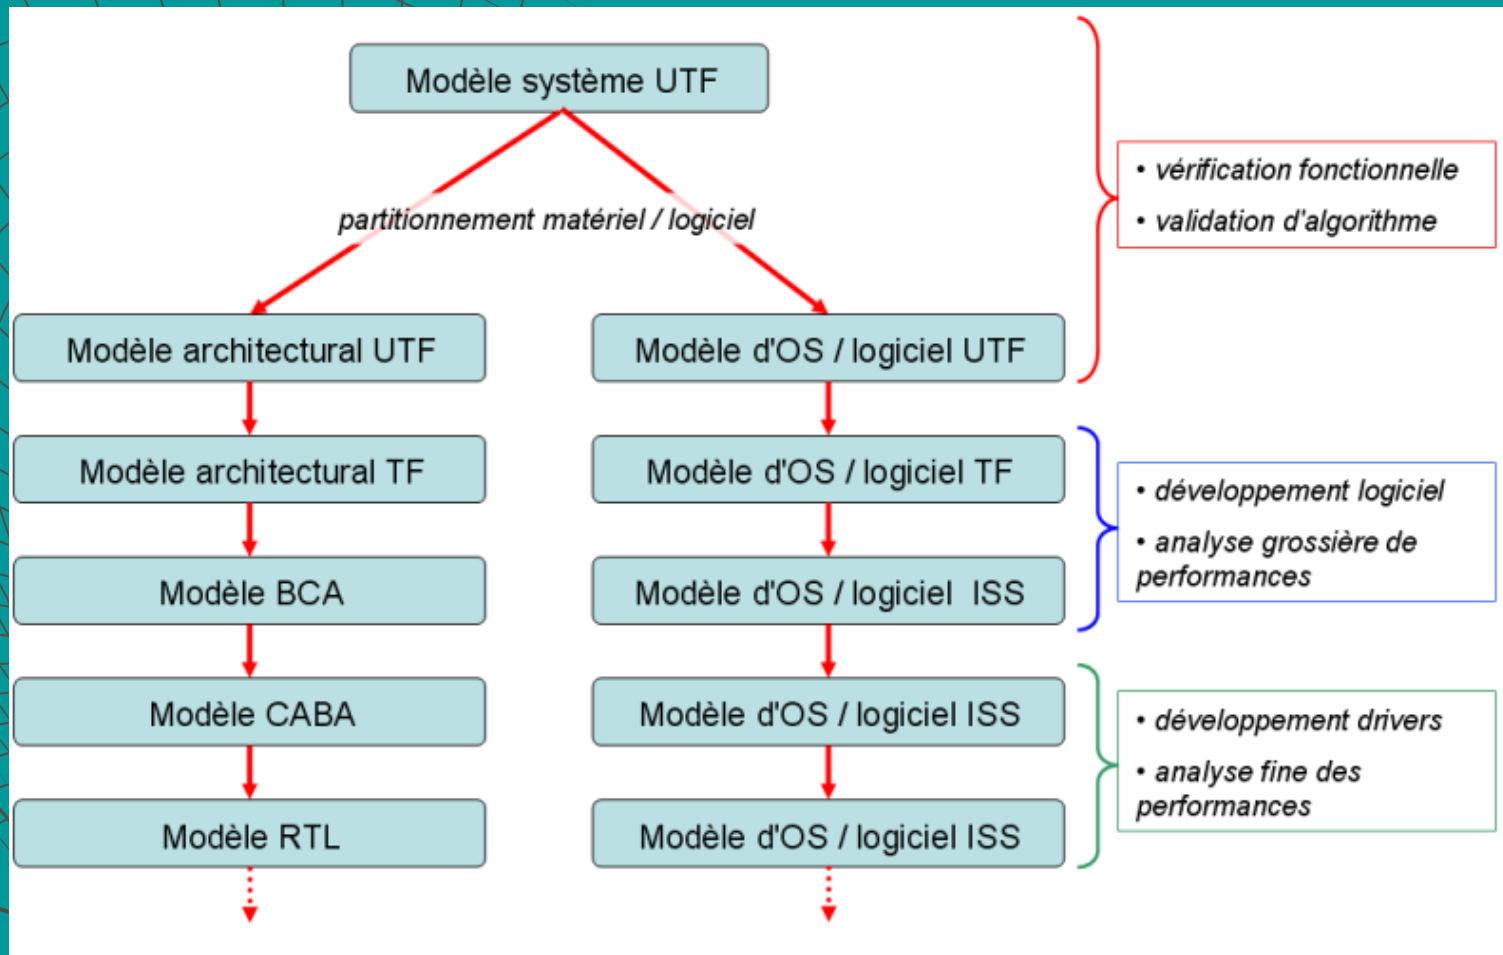 Modèle système UTF
partitionnement matériel / logiciel
Modèle architectural UTF
Modèle d'OS / logiciel UTF
Modèle architectural TF
Modèle d'OS / logiciel TF
Modèle BCA
Modèle d'OS / logiciel ISS
Modèle CABA
Modèle d'OS / logiciel ISS
Modèle RTL
Modèle d'OS / logiciel ISS
• vérification fonctionnelle
• validation d'algorithme
• développement logiciel
• analyse grossière de
performances
• développement drivers
• analyse fine des
performances